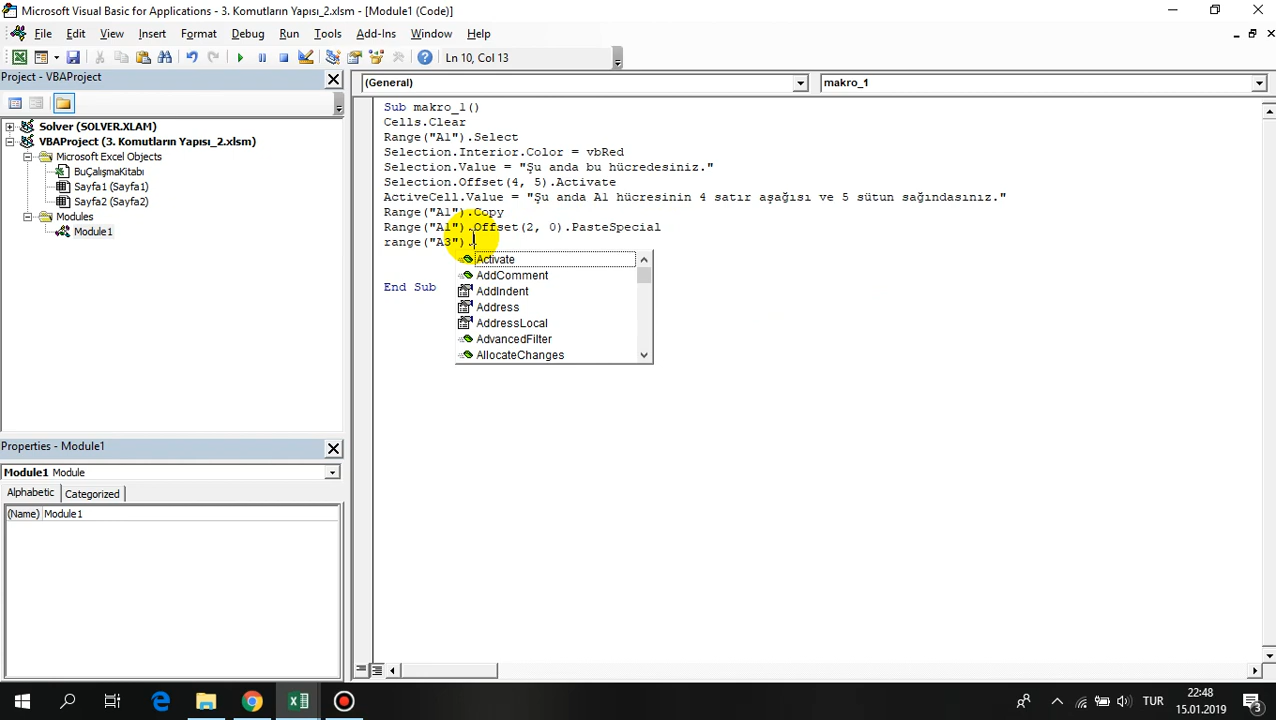 Microsoft Visual Basic for Applications - 3. Komutların Yapısı_2.xlsm - [Module1 (Code)]
File Edit View Insert Format Debug Run Tools Add-Ins Window Help
Ln 10, Col 13
Project - VBAProject
(General)
makro_1
Solver (SOLVER.XLAM)
VBAProject (3. Komutların Yapısı_2.xlsm)
Microsoft Excel Objects
BuÇalışmaKitabı
Sayfa1 (Sayfa1)
Sayfa2 (Sayfa2)
Modules
Module1
Sub makro_1()
Cells.Clear
Range("A1").Select
Selection.Interior.Color = vbRed
Selection.Value = "Şu anda bu hücredesiniz."
Selection.Offset(4, 5).Activate
ActiveCell.Value = "Şu anda A1 hücresinin 4 satır aşağısı ve 5 sütun sağındasınız."
Range("A1").Copy
Range("A1").Offset(2, 0).PasteSpecial
range("A3").
End Sub
Activate
AddComment
AddIndent
Address
AddressLocal
AdvancedFilter
AllocateChanges
Properties - Module1
Module1 Module
Alphabetic Categorized
(Name) Module1
TUR
22:48
15.01.2019
3